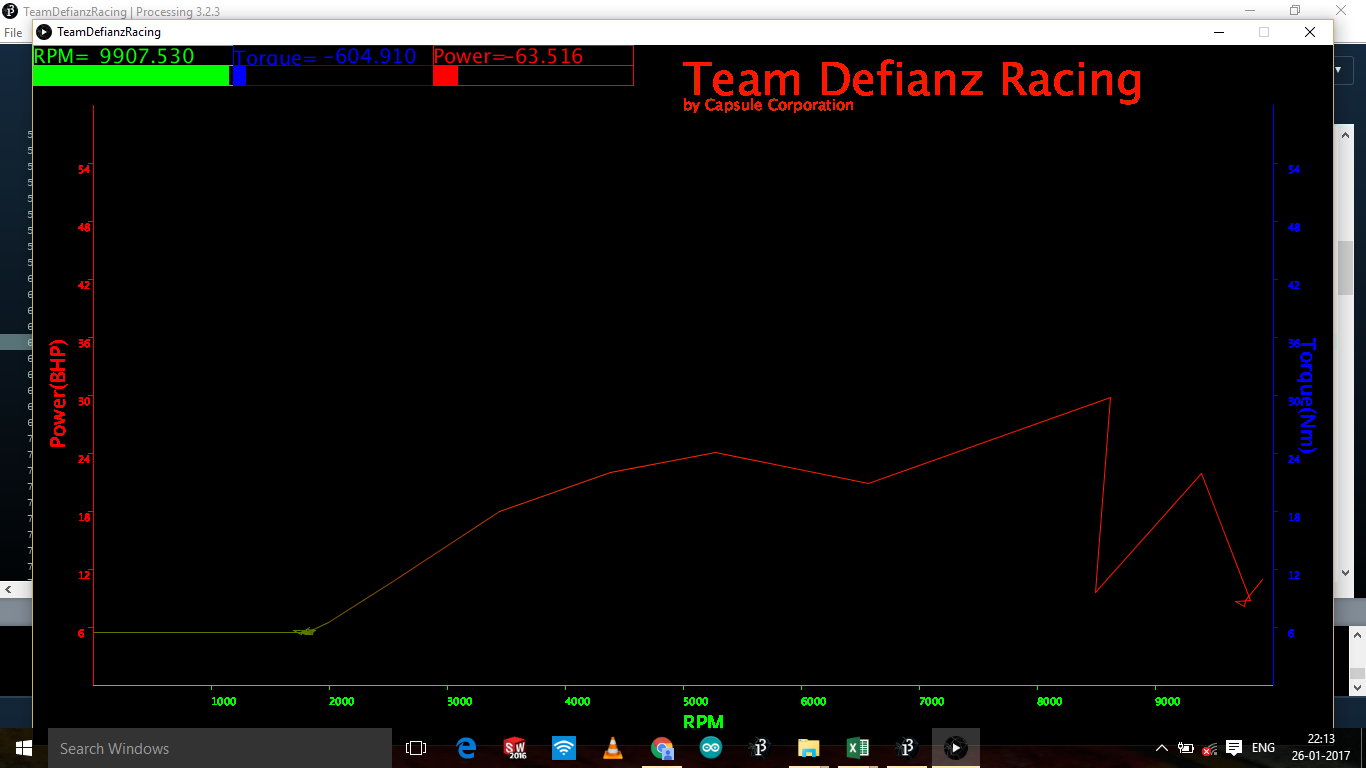 TeamDefianzRacing | Processing 3.2.3
File
TeamDefianzRacing
RPM= 9907.530
Torque= -604.910
Power=-63.516
Team Defianz Racing
by Capsule Corporation
54
48
42
36
30
24
18
12
6
Power(BHP)
54
48
42
36
30
24
18
12
6
Torque(Nm)
1000 2000 3000 4000 5000 6000 7000 8000 9000
RPM
Search Windows
SW
2016
ENG
22:13
26-01-2017